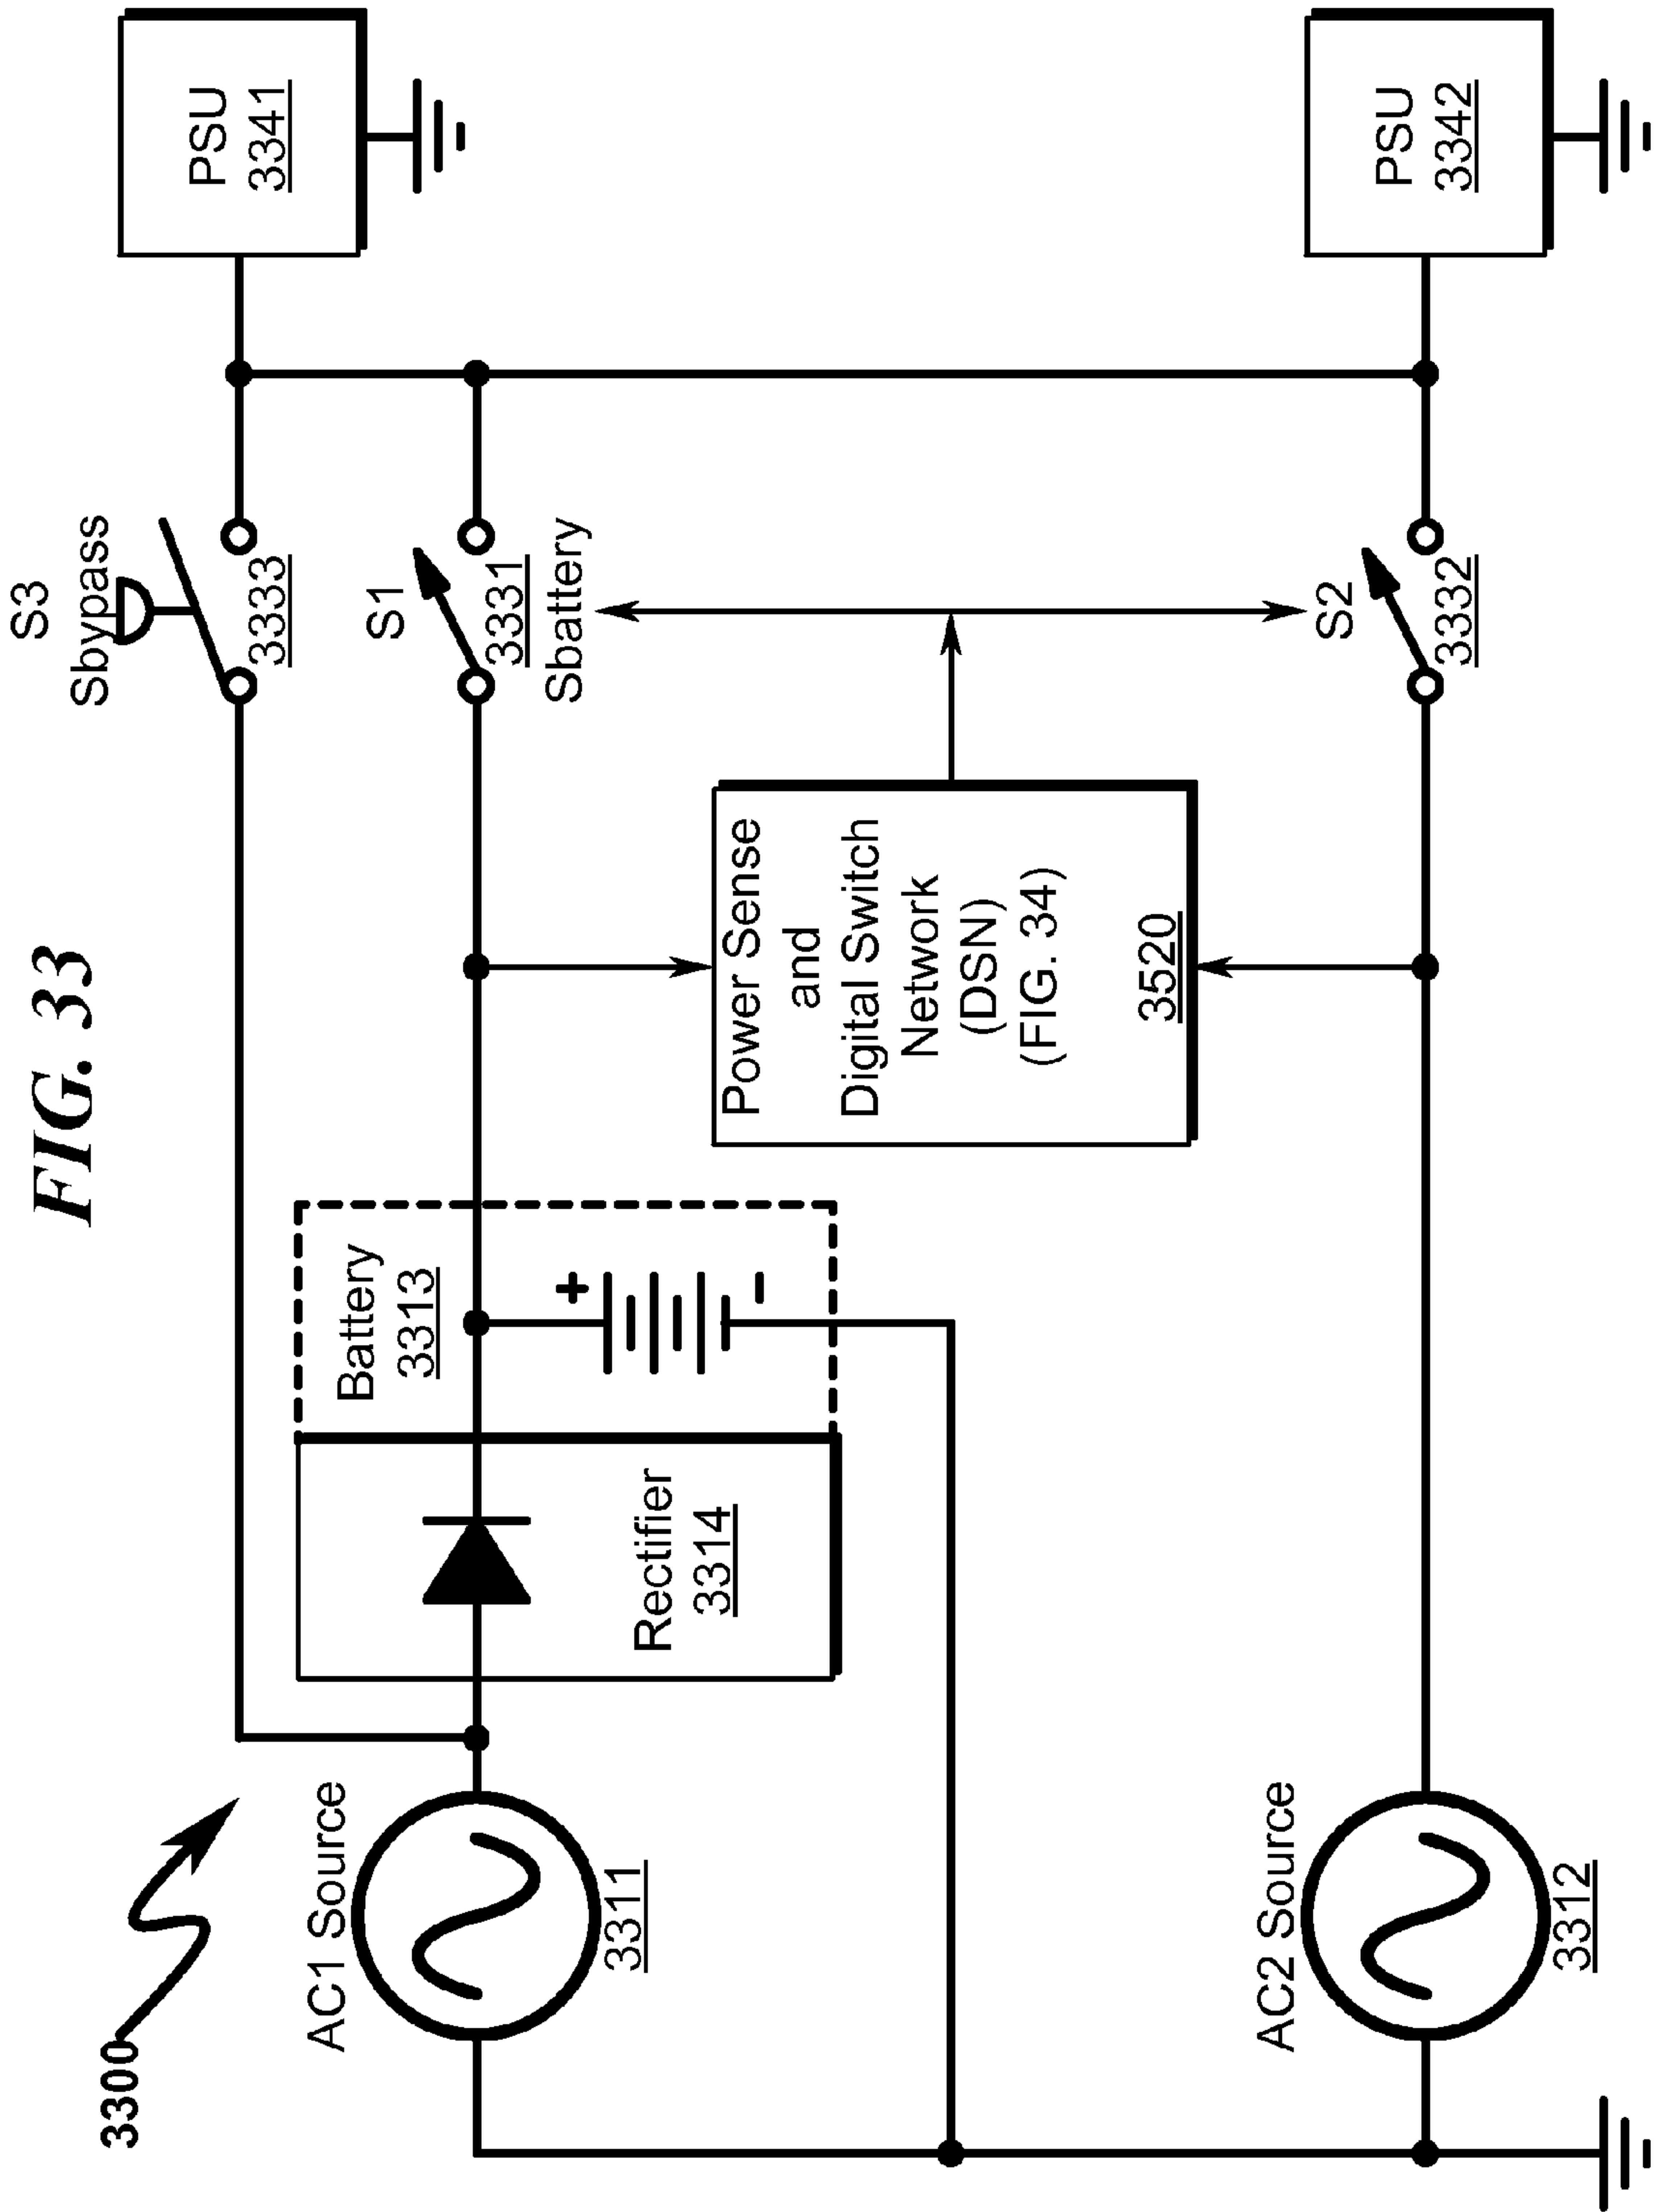 FIG. 33
3300
S3
Sbypass
3333
PSU
3341
AC1 Source
3311
Rectifier
3314
Battery
3313
+
-
S1
3331
Sbattery
Power Sense
and
Digital Switch
Network
(DSN)
(FIG. 34)
3520
AC2 Source
3312
S2
3332
PSU
3342